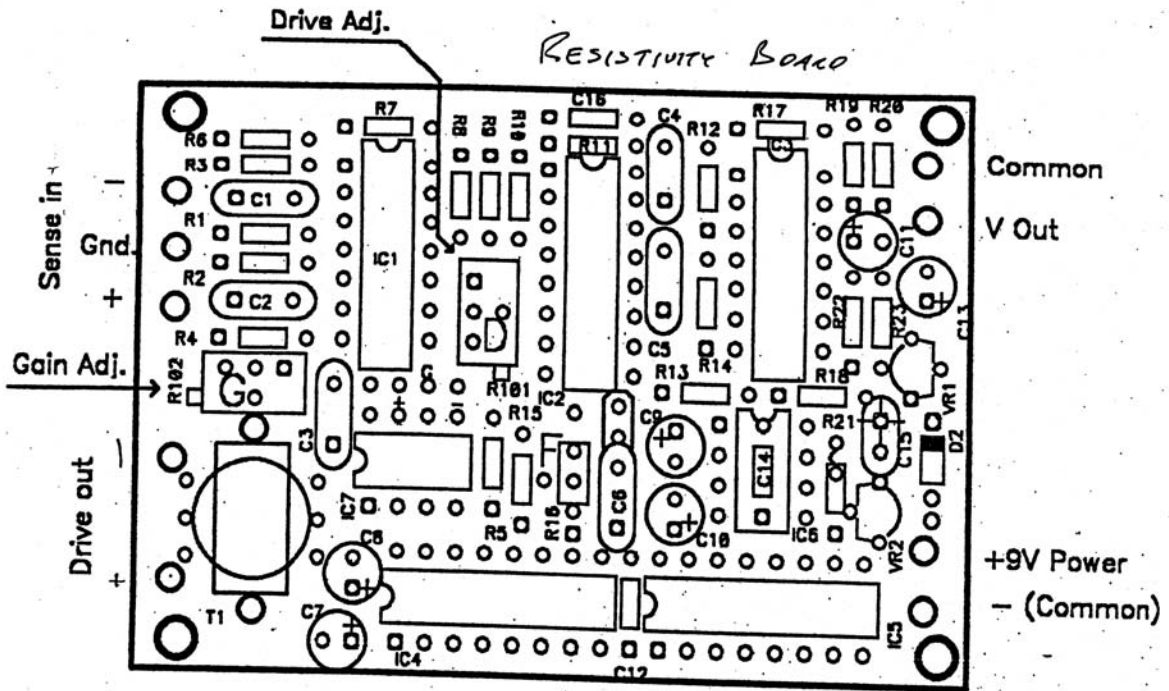 Drive Adj.
RESISTIVITY BOARD
R6
R3
C1
R1
R2
C2
R4
R102
G
R7
IC1
R8
R9
R10
C16
R11
IC2
R101
D
C4
C5
R12
R14
R13
R17
R18
R19
R20
C11
C13
R22
R23
VR1
D2
C15
R21
VR2
IC6
C14
C9
C10
C6
R16
R15
R5
IC7
C3
G
+
-
T1
C8
C7
IC4
C12
IC5
Sense in
-
Gnd.
+
Gain Adj.
Drive out
-
+
Common
V Out
+9V Power
- (Common)